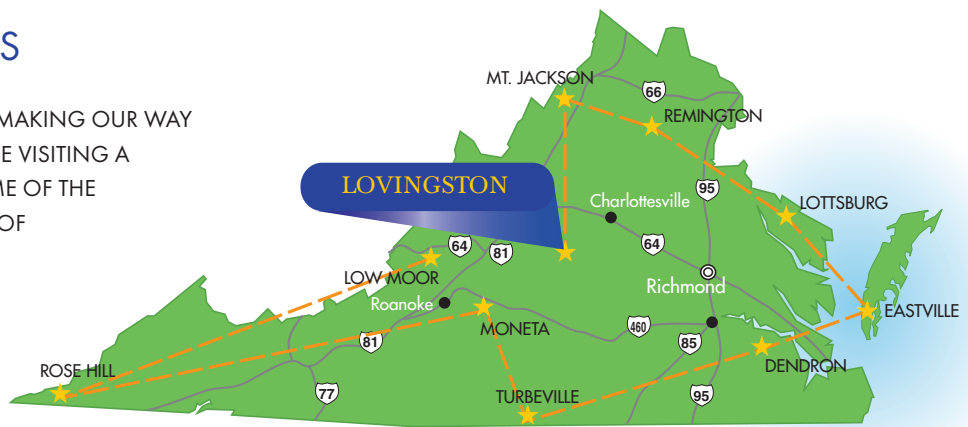 S
MAKING OUR WAY
E VISITING A
ME OF THE
OF
MT. JACKSON
66
REMINGTON
LOVINGSTON
95
Charlottesville
LOTTSBURG
64
64
81
LOW MOOR
Richmond
Roanoke
EASTVILLE
MONETA
460
81
85
DENDRON
ROSE HILL
77
TURBEVILLE
95